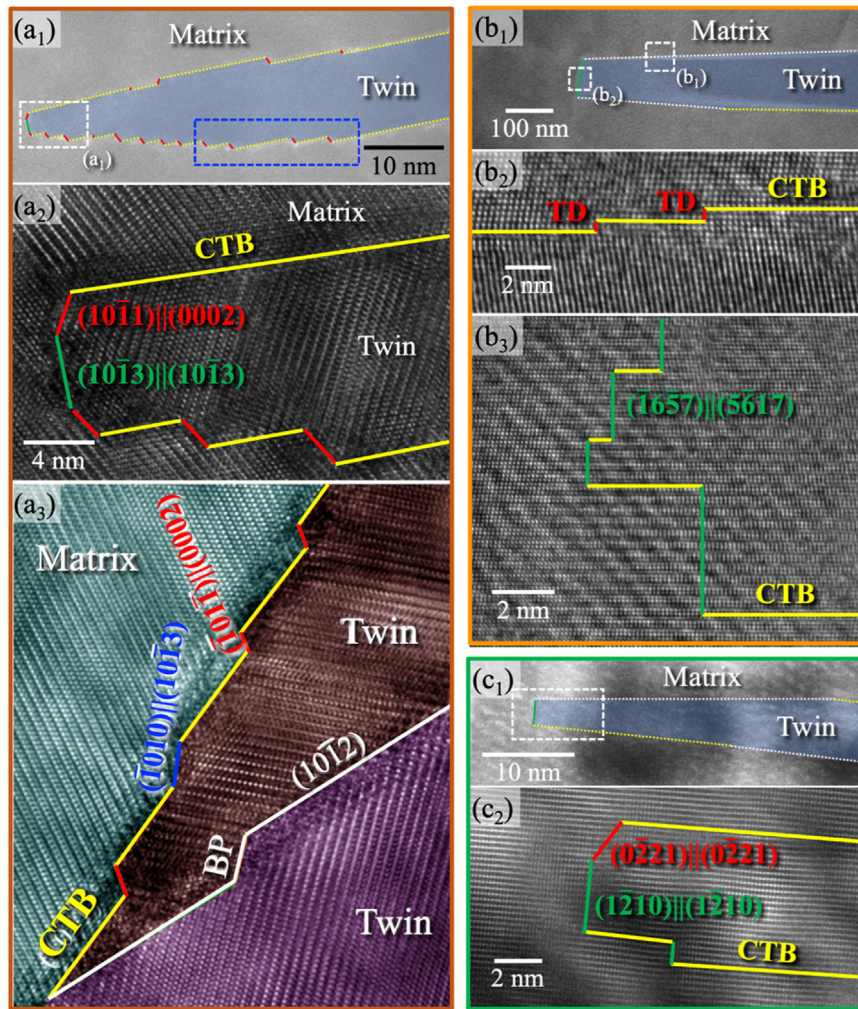 (a₁)
Matrix
Twin
(a₁)
10 nm
(a₂)
Matrix
CTB
(101̄1)||(0002)
(1̄01̄3)||(101̄3)
Twin
4 nm
(a₃)
Matrix
(1̄011̄)||(0002)
Twin
(1̄010)||(101̄3)
(101̄2)
BP
CTB
Twin
(b₁)
Matrix
Twin
(b₁)
(b₂)
100 nm
(b₂)
CTB
TD
TD
2 nm
(b₃)
(1̄65̄7)||(56̄17)
2 nm
CTB
(c₁)
Matrix
Twin
10 nm
(c₂)
(02̄21)||(02̄21)
(12̄10)||(12̄10)
CTB
2 nm